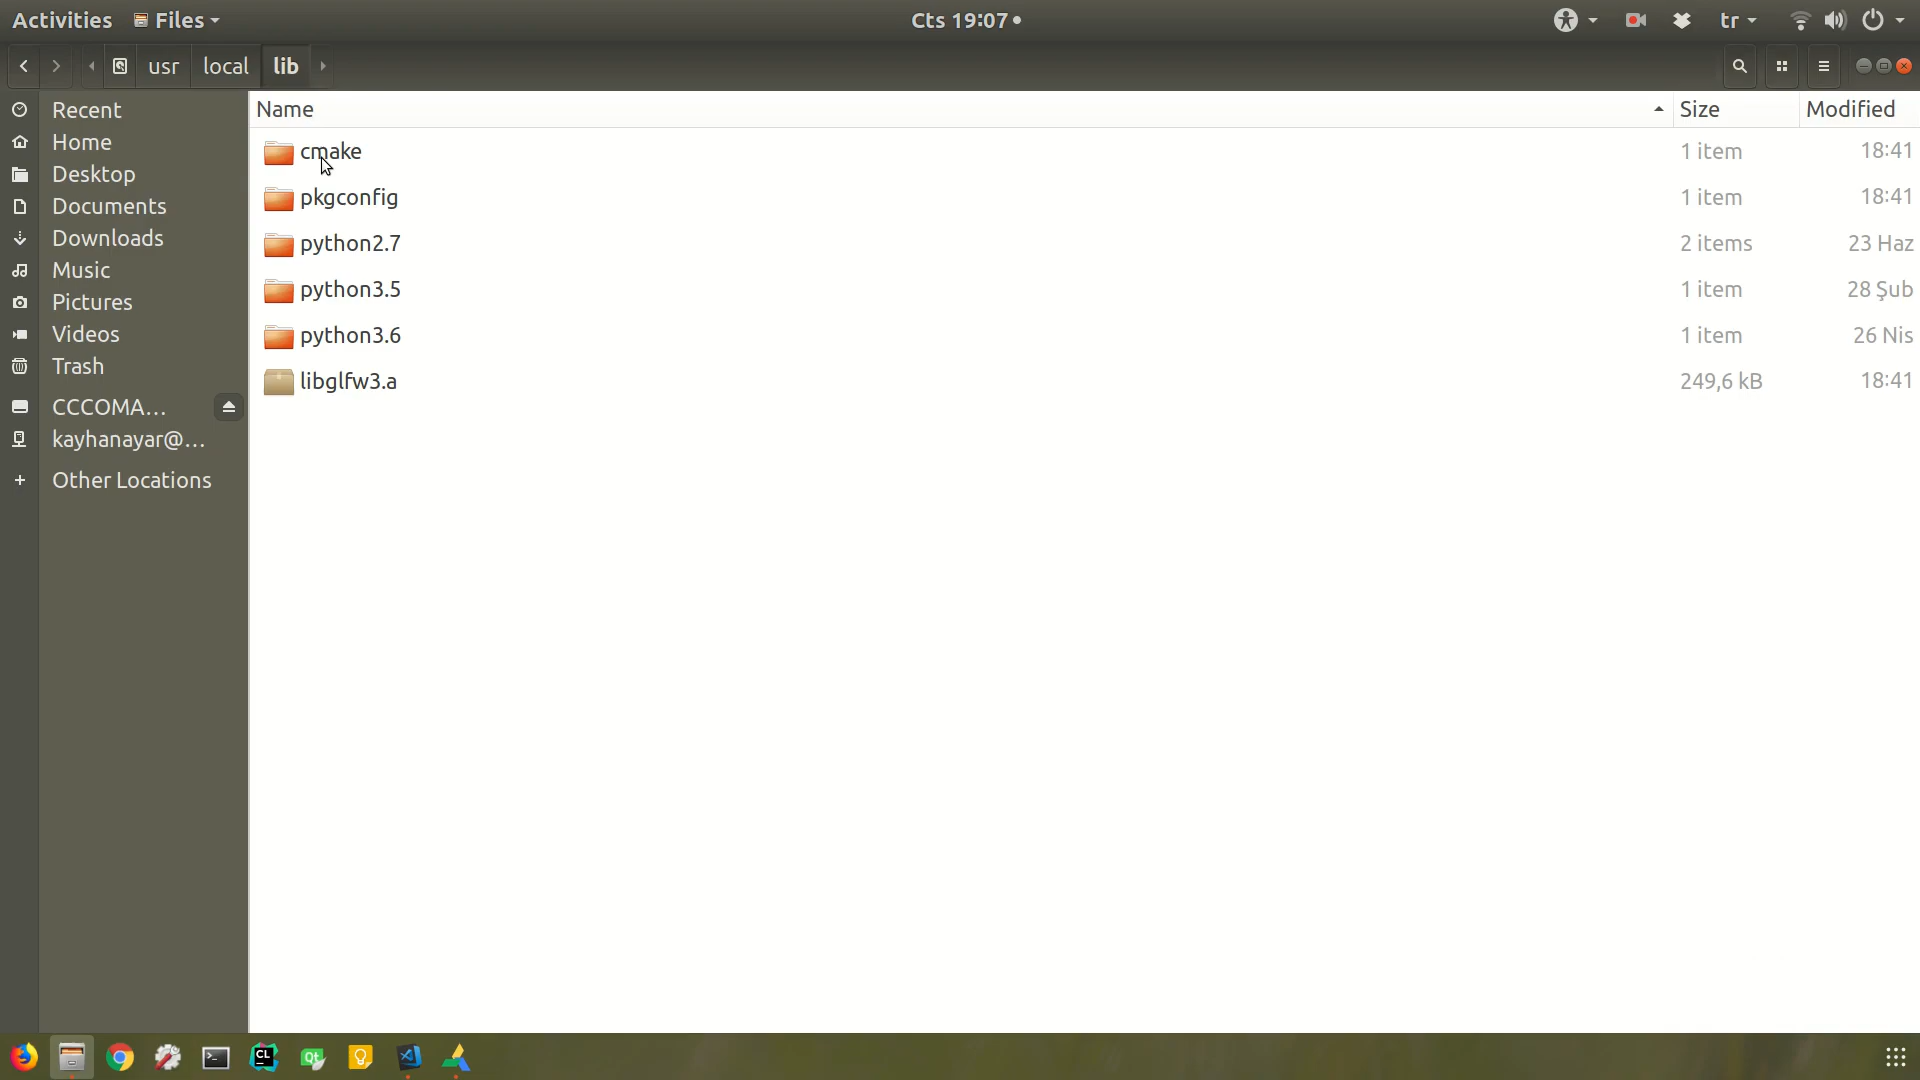 Activities Files Cts 19:07 tr
usr local lib
Name Size Modified
Recent
Home
Desktop
Documents
Downloads
Music
Pictures
Videos
Trash
CCCOMA...
kayhanayar@...
Other Locations
cmake 1 item 18:41
pkgconfig 1 item 18:41
python2.7 2 items 23 Haz
python3.5 1 item 28 Şub
python3.6 1 item 26 Nis
libglfw3.a 249,6 kB 18:41
CL
Qt